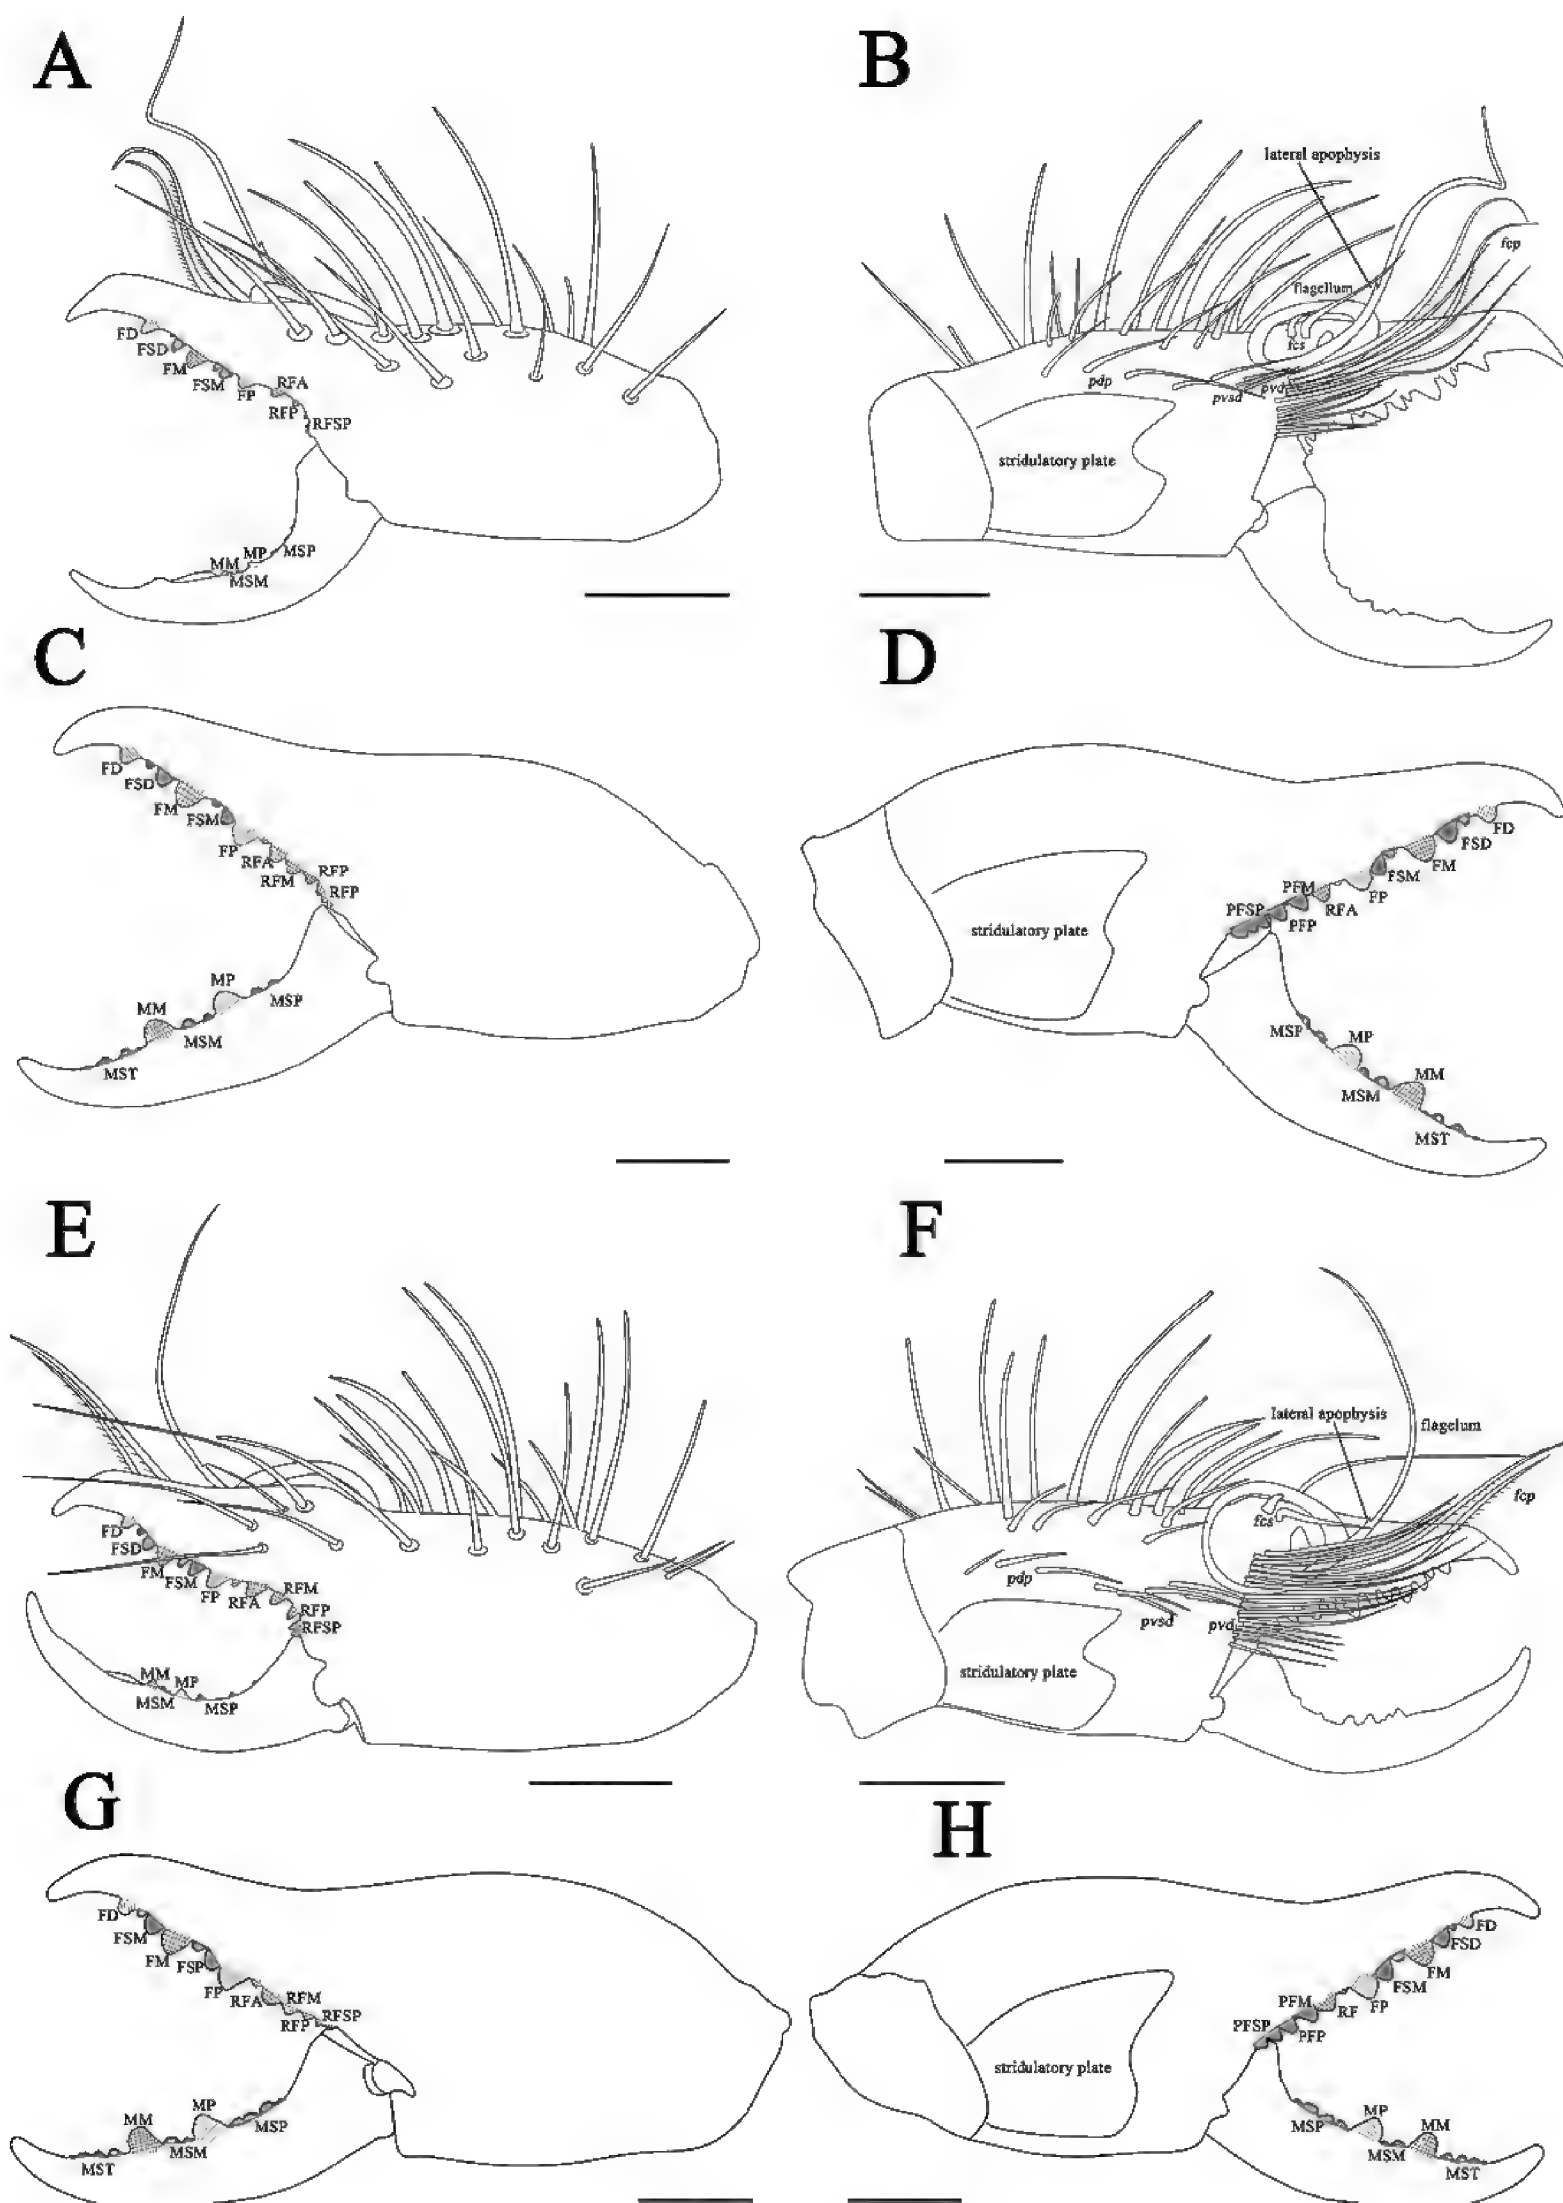 A
FD
FSD
FM
FSM
FP
RFA
RFP
RFSP
MM
MP
MSP
MSM
B
lateral apophysis
fcp
flagellum
fcs
pdp
pvsd
pvd
stridulatory plate
C
FD
FSD
FM
FSM
FP
RFA
RFP
RFM
RFP
MP
MSP
MM
MSM
MST
D
FD
FSD
FM
FSM
FP
PFM
RFA
PFSP
PFP
stridulatory plate
MSP
MP
MM
MSM
MST
E
FD
FSD
FM
FSM
FP
RFA
RFM
RFP
RFSP
MM
MP
MSM
MSP
F
lateral apophysis
flagelum
fcp
fcs
pdp
pvsd
pvd
stridulatory plate
G
FD
FSM
FM
FSP
FP
RFA
RFM
RFP
RFSP
MP
MM
MSP
MSM
MST
H
FD
FSD
FM
FSM
FP
PFM
RF
PFSP
PFP
stridulatory plate
MP
MSP
MM
MSM
MST